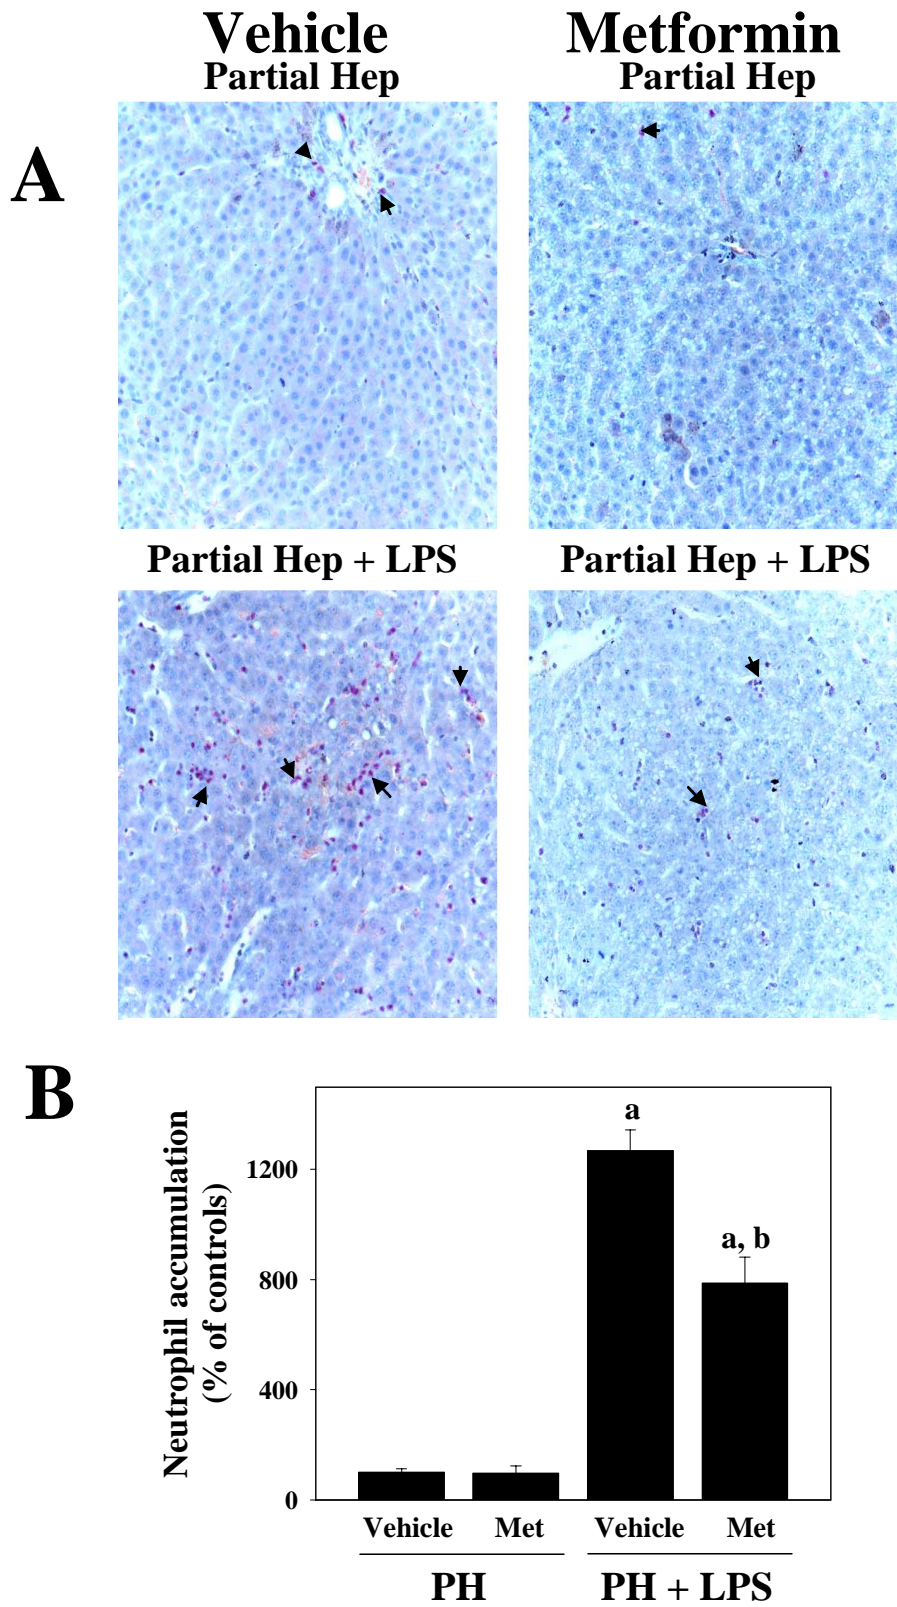 Vehicle Metformin
Partial Hep Partial Hep
A
Partial Hep + LPS Partial Hep + LPS
B
Neutrophil accumulation
(% of controls)
1200
800
400
0
a
a, b
Vehicle Met Vehicle Met
PH PH + LPS